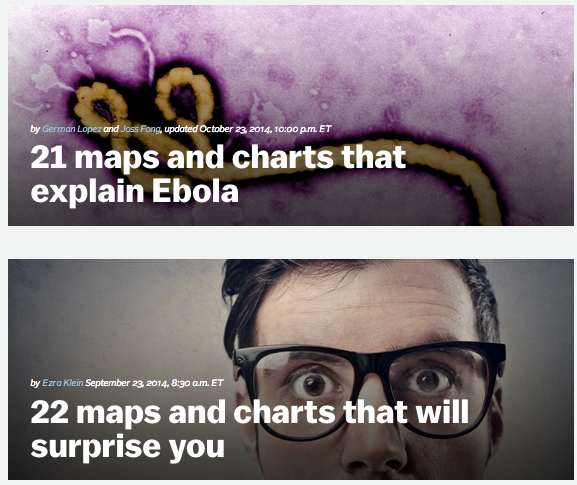 by German Lopez and Joss Fong, updated October 23, 2014, 10:00 p.m. ET
21 maps and charts that
explain Ebola
by Ezra Klein September 23, 2014, 8:30 a.m. ET
22 maps and charts that will
surprise you